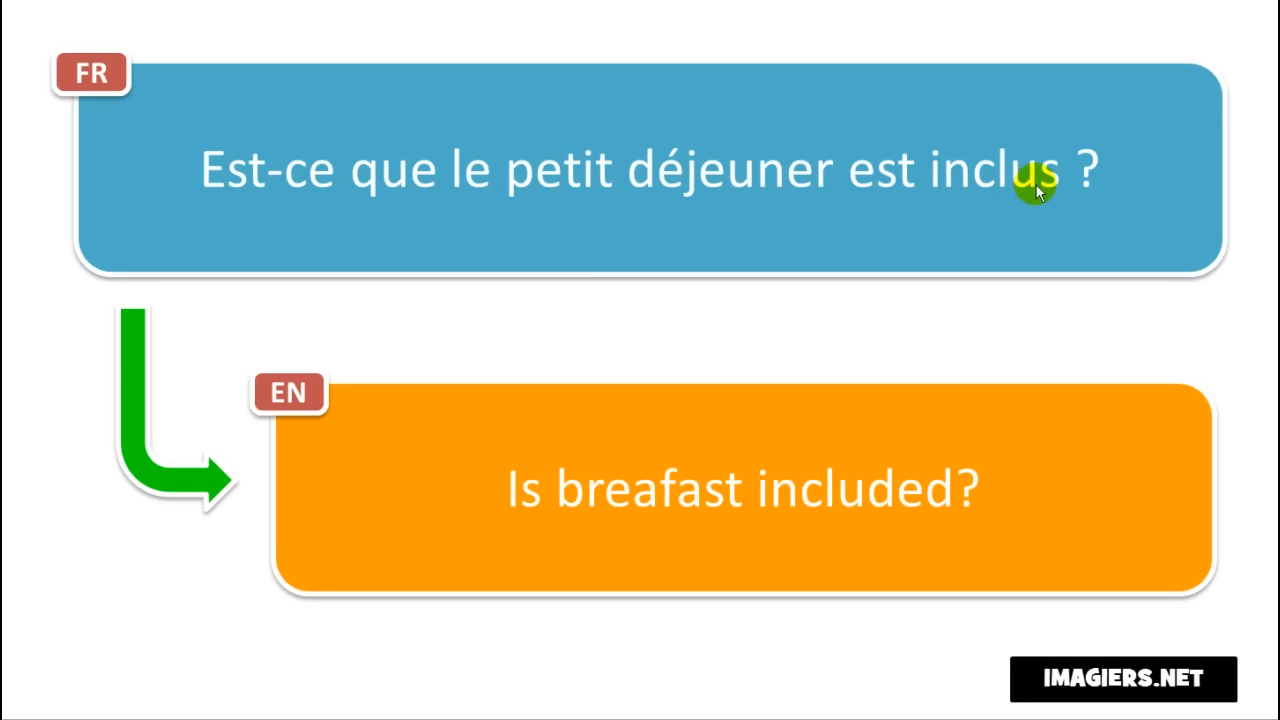 FR
Est-ce que le petit déjeuner est inclus ?
EN
Is breafast included?
IMAGIERS.NET